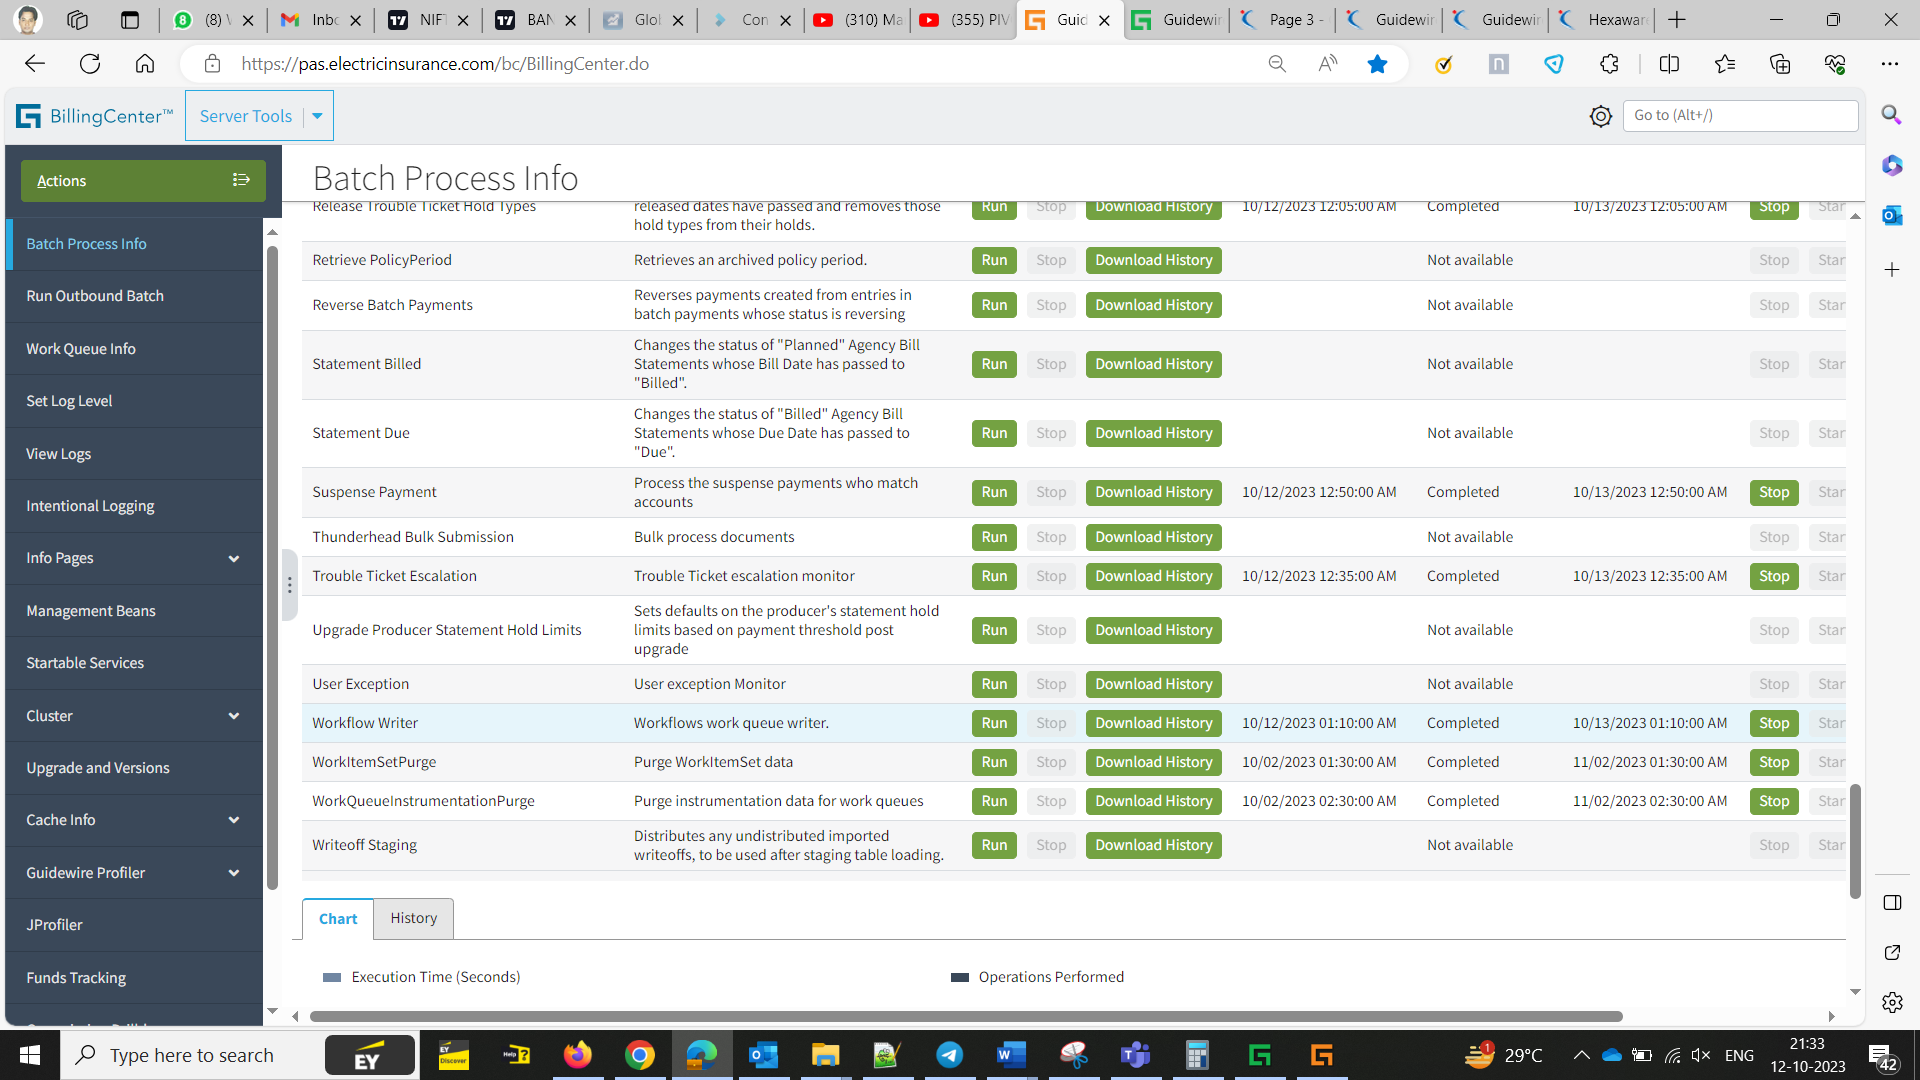 (8) W
Inbo
NIFT
BAN
Glob
Con
(310) Ma
(355) PIV
Guid
Guidewir
Page 3 -
Guidewir
Guidewir
Hexawar
https://pas.electricinsurance.com/bc/BillingCenter.do
BillingCenter™
Server Tools
Go to (Alt+/)
Actions
Batch Process Info
Run Outbound Batch
Work Queue Info
Set Log Level
View Logs
Intentional Logging
Info Pages
Management Beans
Startable Services
Cluster
Upgrade and Versions
Cache Info
Guidewire Profiler
JProfiler
Funds Tracking
Batch Process Info
Release Trouble Ticket Hold Types released dates have passed and removes those Run Stop Download History 10/12/2023 12:05:00 AM Completed 10/13/2023 12:05:00 AM Stop Star
hold types from their holds.
Retrieve PolicyPeriod Retrieves an archived policy period. Run Stop Download History Not available Stop Star
Reverses payments created from entries in
Reverse Batch Payments Run Stop Download History Not available Stop Star
batch payments whose status is reversing
Changes the status of "Planned" Agency Bill
Statement Billed Statements whose Bill Date has passed to Run Stop Download History Not available Stop Star
"Billed".
Changes the status of "Billed" Agency Bill
Statement Due Statements whose Due Date has passed to Run Stop Download History Not available Stop Star
"Due".
Process the suspense payments who match
Suspense Payment Run Stop Download History 10/12/2023 12:50:00 AM Completed 10/13/2023 12:50:00 AM Stop Star
accounts
Thunderhead Bulk Submission Bulk process documents Run Stop Download History Not available Stop Star
Trouble Ticket Escalation Trouble Ticket escalation monitor Run Stop Download History 10/12/2023 12:35:00 AM Completed 10/13/2023 12:35:00 AM Stop Star
Sets defaults on the producer's statement hold
Upgrade Producer Statement Hold Limits limits based on payment threshold post Run Stop Download History Not available Stop Star
upgrade
User Exception User exception Monitor Run Stop Download History Not available Stop Star
Workflow Writer Workflows work queue writer. Run Stop Download History 10/12/2023 01:10:00 AM Completed 10/13/2023 01:10:00 AM Stop Star
WorkItemSetPurge Purge WorkItemSet data Run Stop Download History 10/02/2023 01:30:00 AM Completed 11/02/2023 01:30:00 AM Stop Star
WorkQueueInstrumentationPurge Purge instrumentation data for work queues Run Stop Download History 10/02/2023 02:30:00 AM Completed 11/02/2023 02:30:00 AM Stop Star
Distributes any undistributed imported
Writeoff Staging Run Stop Download History Not available Stop Star
writeoffs, to be used after staging table loading.
Chart History
Execution Time (Seconds) Operations Performed
Type here to search
EY
EY
Discover
Help ?
29°C
ENG
21:33
12-10-2023
42